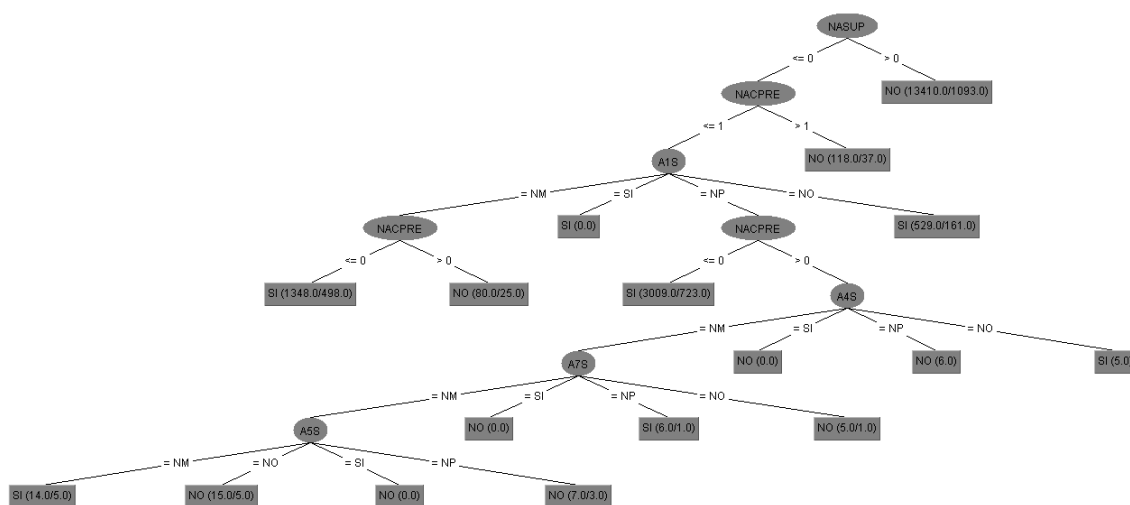 NASUP
<= 0 > 0
NACPRE NO (13410.0/1093.0)
<= 1 > 1
A1S NO (118.0/37.0)
= NM = SI = NP = NO
NACPRE SI (0.0) NACPRE SI (529.0/161.0)
<= 0 > 0 <= 0 > 0
SI (1348.0/498.0) NO (80.0/25.0) SI (3009.0/723.0) A4S
= NM = SI = NP = NO
A7S NO (0.0) NO (6.0) SI (5.0)
= NM = SI = NP = NO
A5S NO (0.0) SI (6.0/1.0) NO (5.0/1.0)
= NM = NO = SI = NP
SI (14.0/5.0) NO (15.0/5.0) NO (0.0) NO (7.0/3.0)